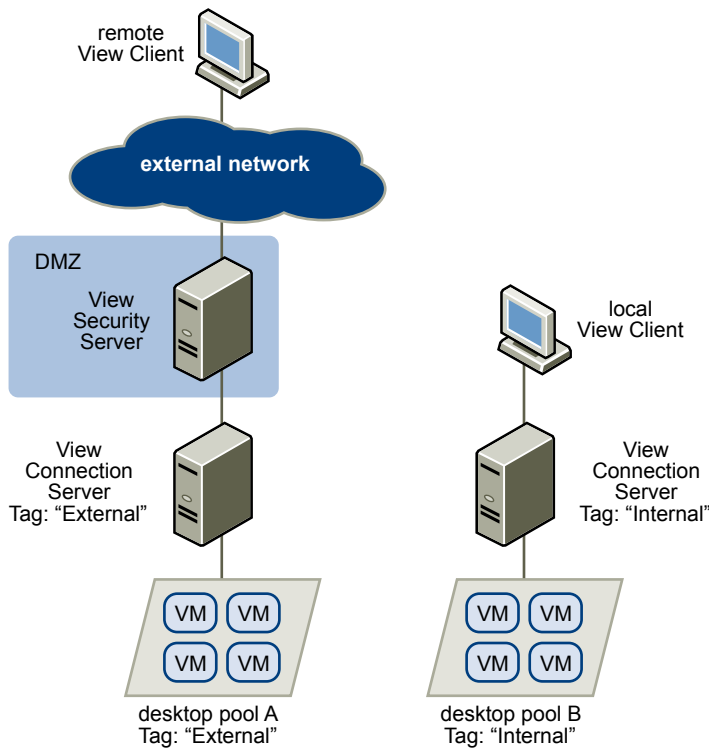 remote
View Client
external network
DMZ
View
Security
Server
local
View Client
View
Connection
Server
Tag: “External”
View
Connection
Server
Tag: “Internal”
VM
VM
VM
VM
VM
VM
VM
VM
desktop pool A
Tag: “External”
desktop pool B
Tag: “Internal”